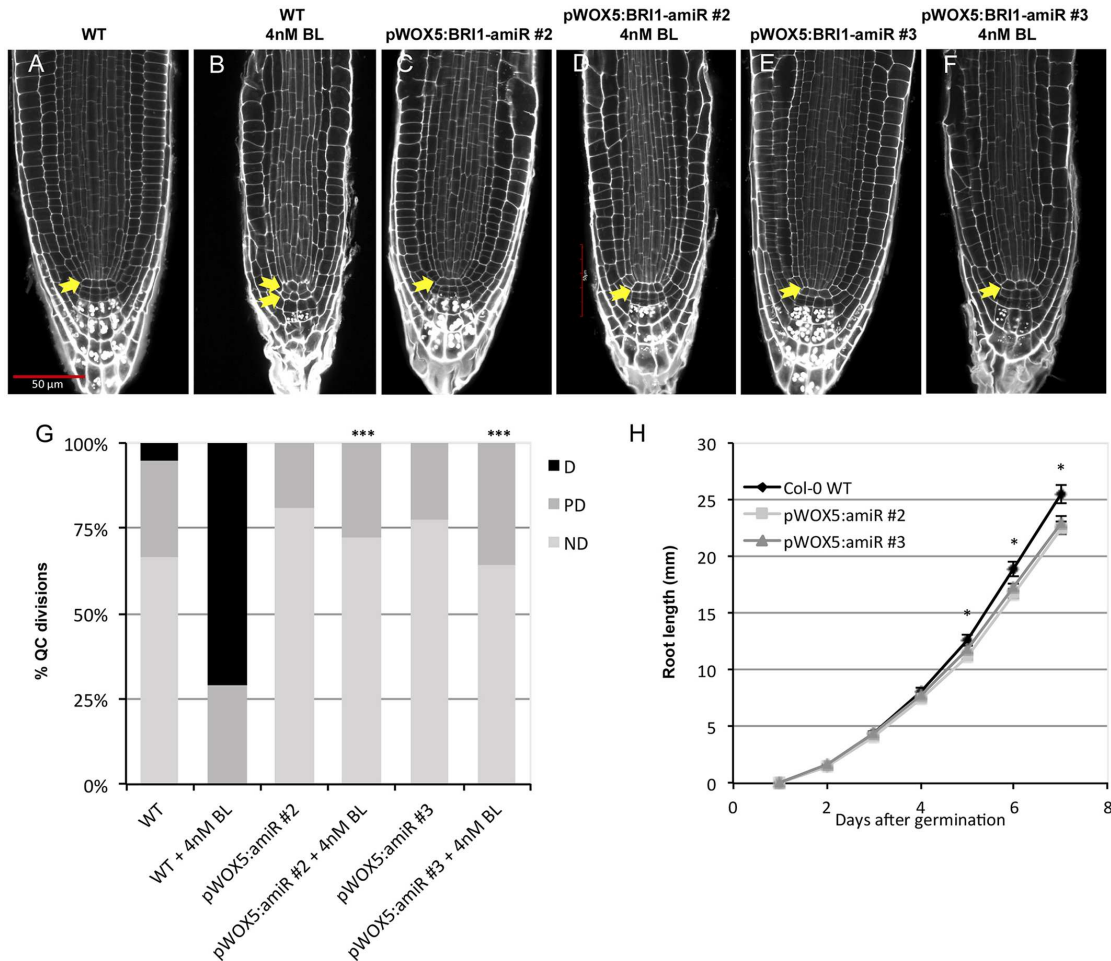 WT
WT
4nM BL
pWOX5:BRI1-amiR #2
pWOX5:BRI1-amiR #2
4nM BL
pWOX5:BRI1-amiR #3
pWOX5:BRI1-amiR #3
4nM BL
A
B
C
D
E
F
50 µm
G
100%
75%
50%
25%
0%
% QC divisions
***
***
D
PD
ND
WT
WT + 4nM BL
pWOX5:amiR #2
pWOX5:amiR #2 + 4nM BL
pWOX5:amiR #3
pWOX5:amiR #3 + 4nM BL
H
30
25
20
15
10
5
0
Root length (mm)
Col-0 WT
pWOX5:amiR #2
pWOX5:amiR #3
*
*
*
0
2
4
6
8
Days after germination